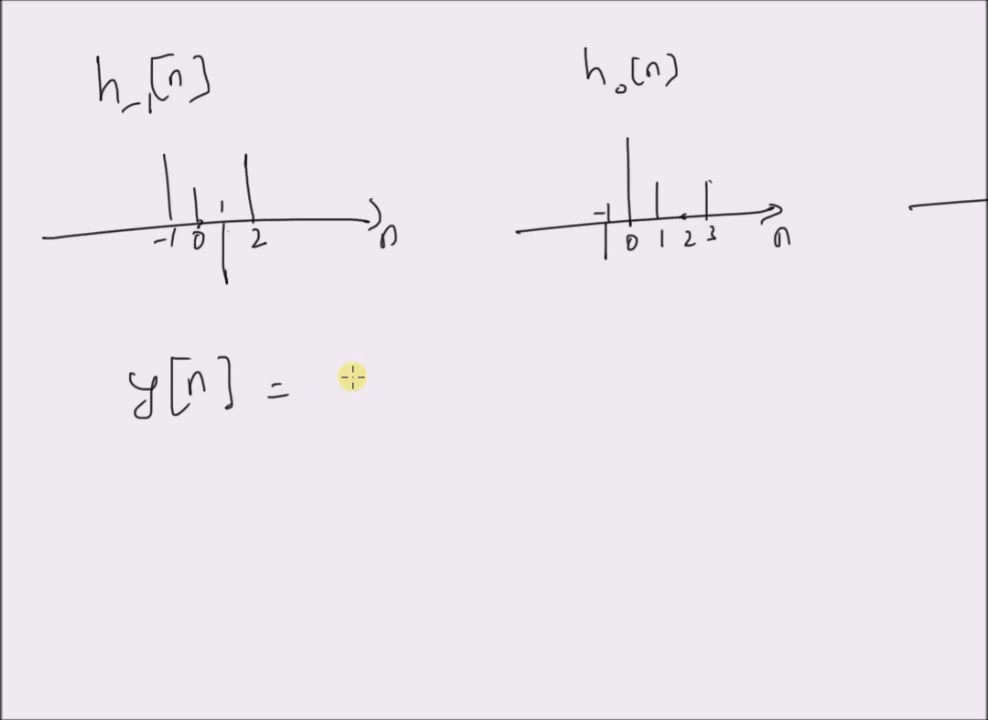 h₋₁[n]
h₀[n]
-1 0 1 2 n
-1 0 1 2 3 n
y[n] =